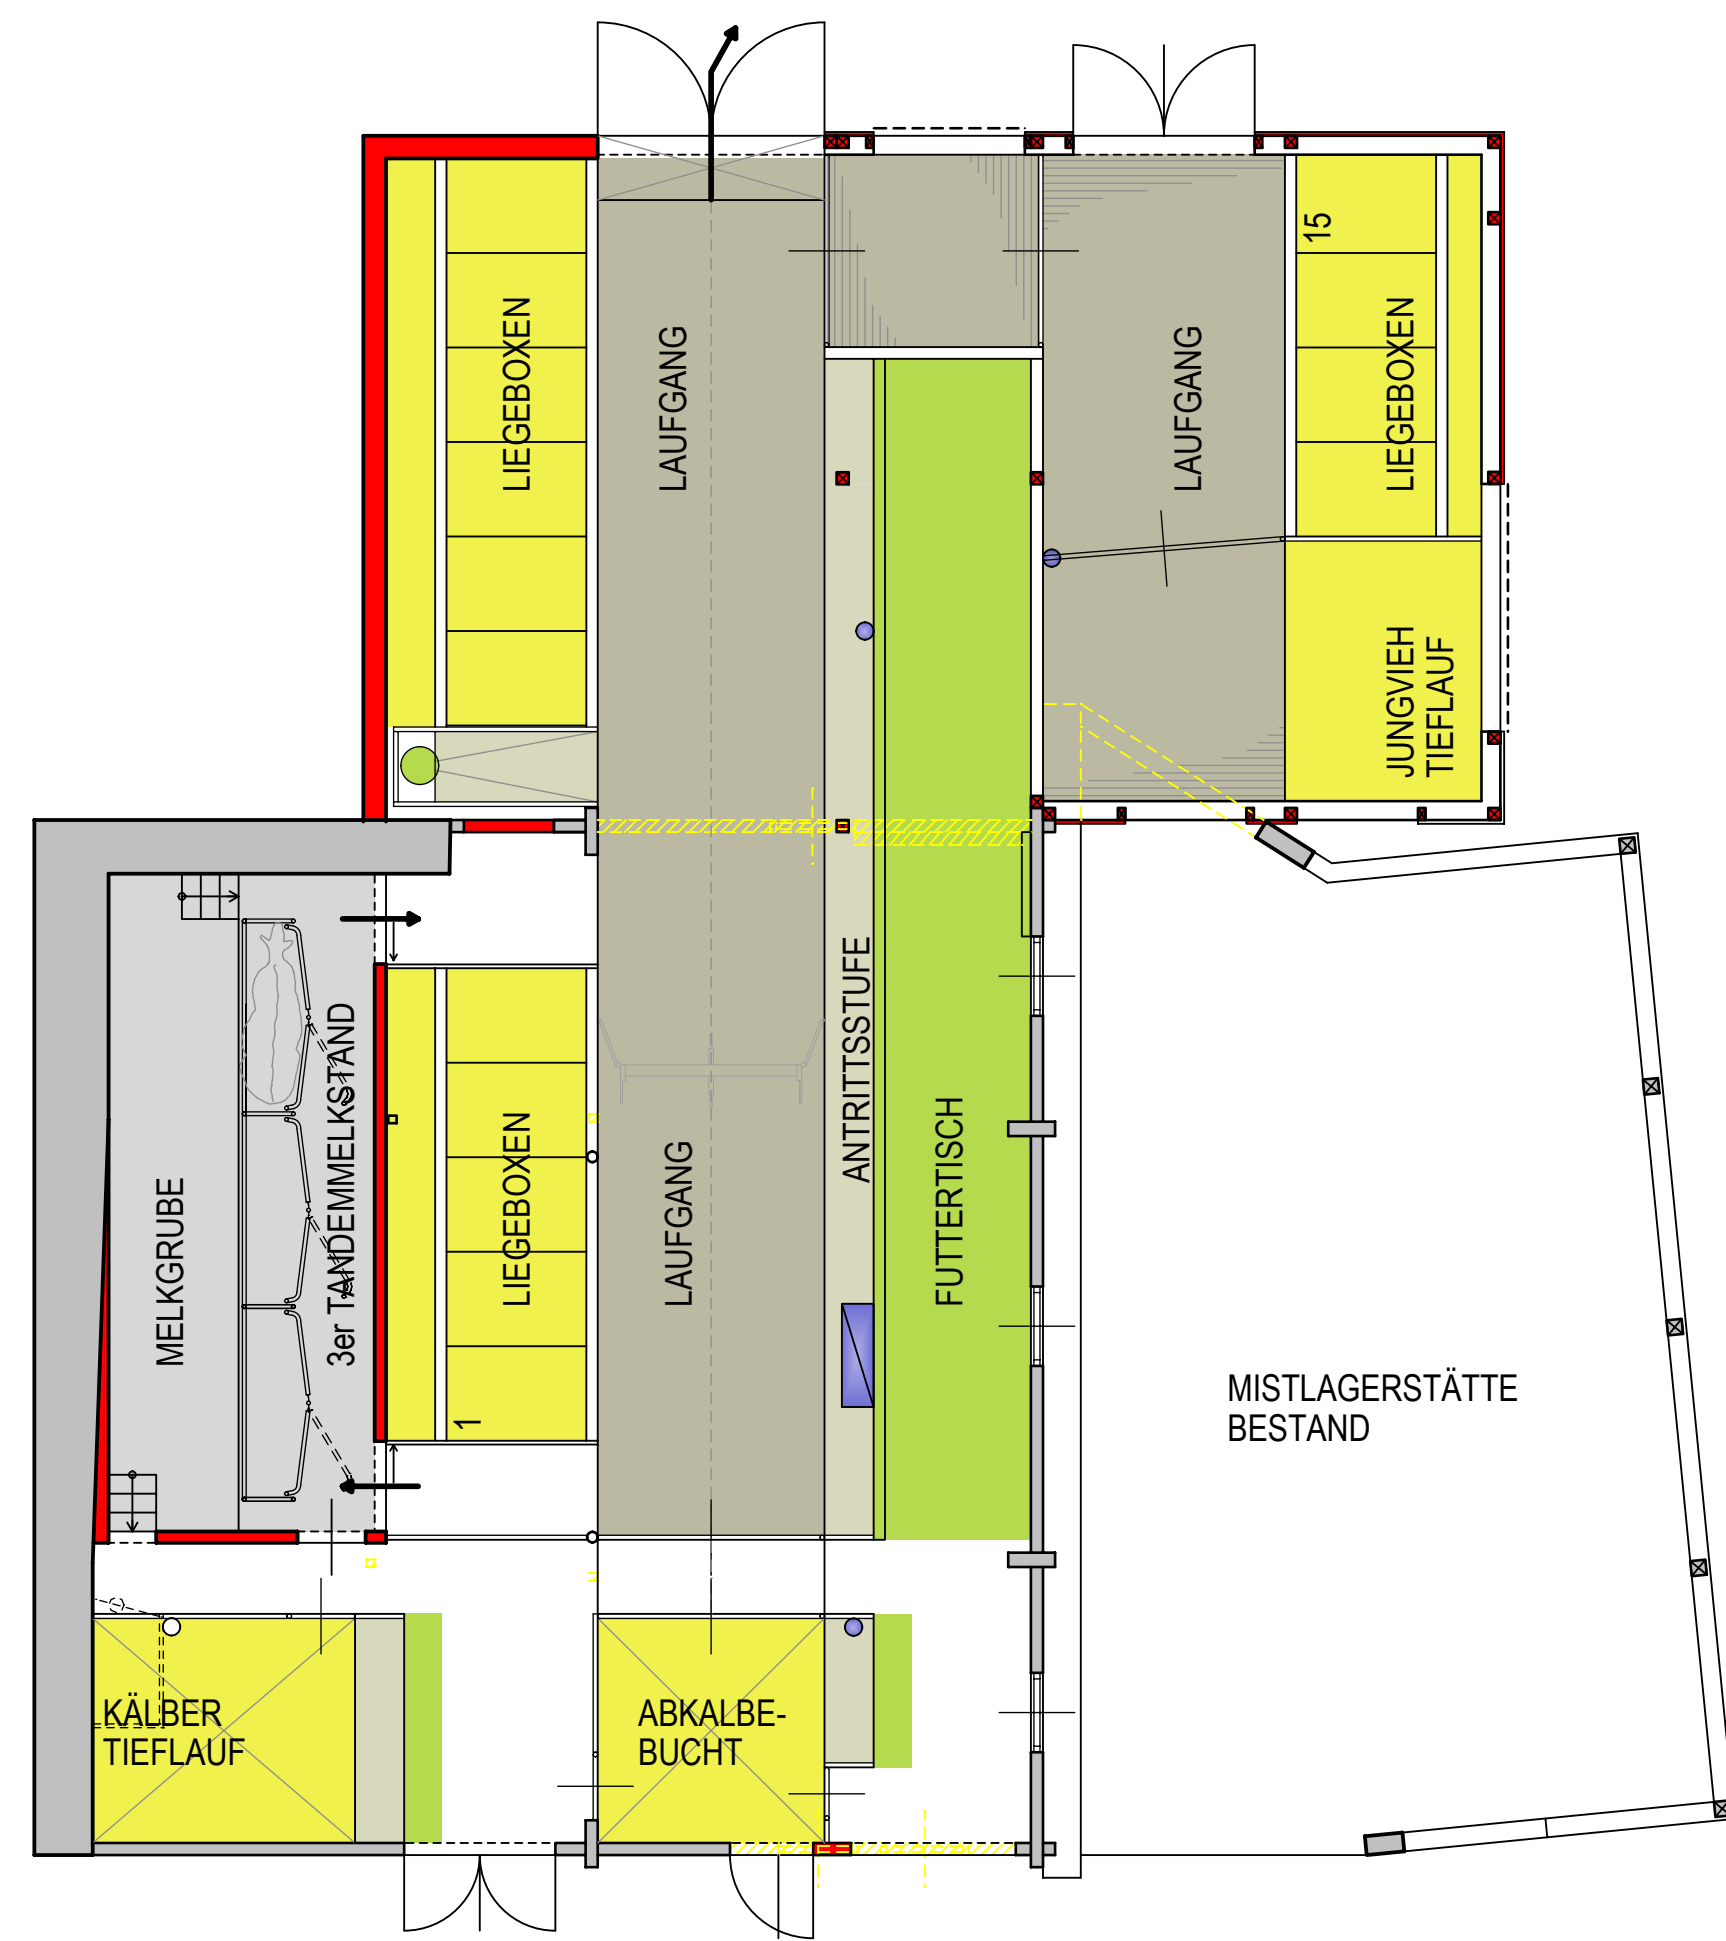 15
LIEGEBOXEN
LAUFGANG
LAUFGANG
LIEGEBOXEN
JUNGVIEH
TIEFLAUF
MELKGRUBE
3er TANDEMMELKSTAND
LIEGEBOXEN
1
LAUFGANG
ANTRITTSSTUFE
FUTTERTISCH
MISTLAGERSTÄTTE
BESTAND
KÄLBER
TIEFLAUF
ABKALBE-
BUCHT